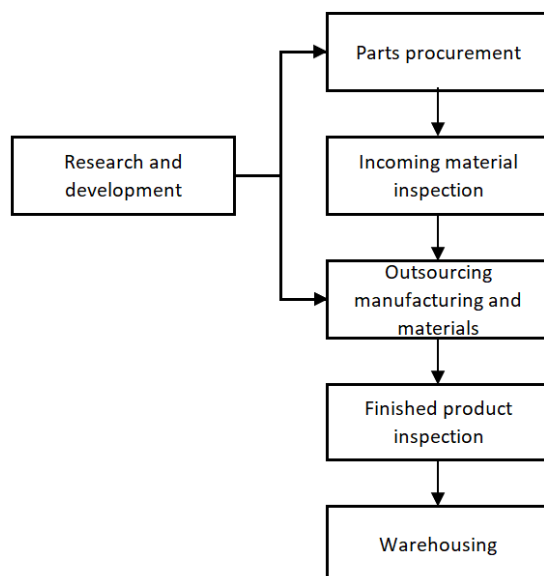 Parts procurement
Research and
development
Incoming material
inspection
Outsourcing
manufacturing and
materials
Finished product
inspection
Warehousing